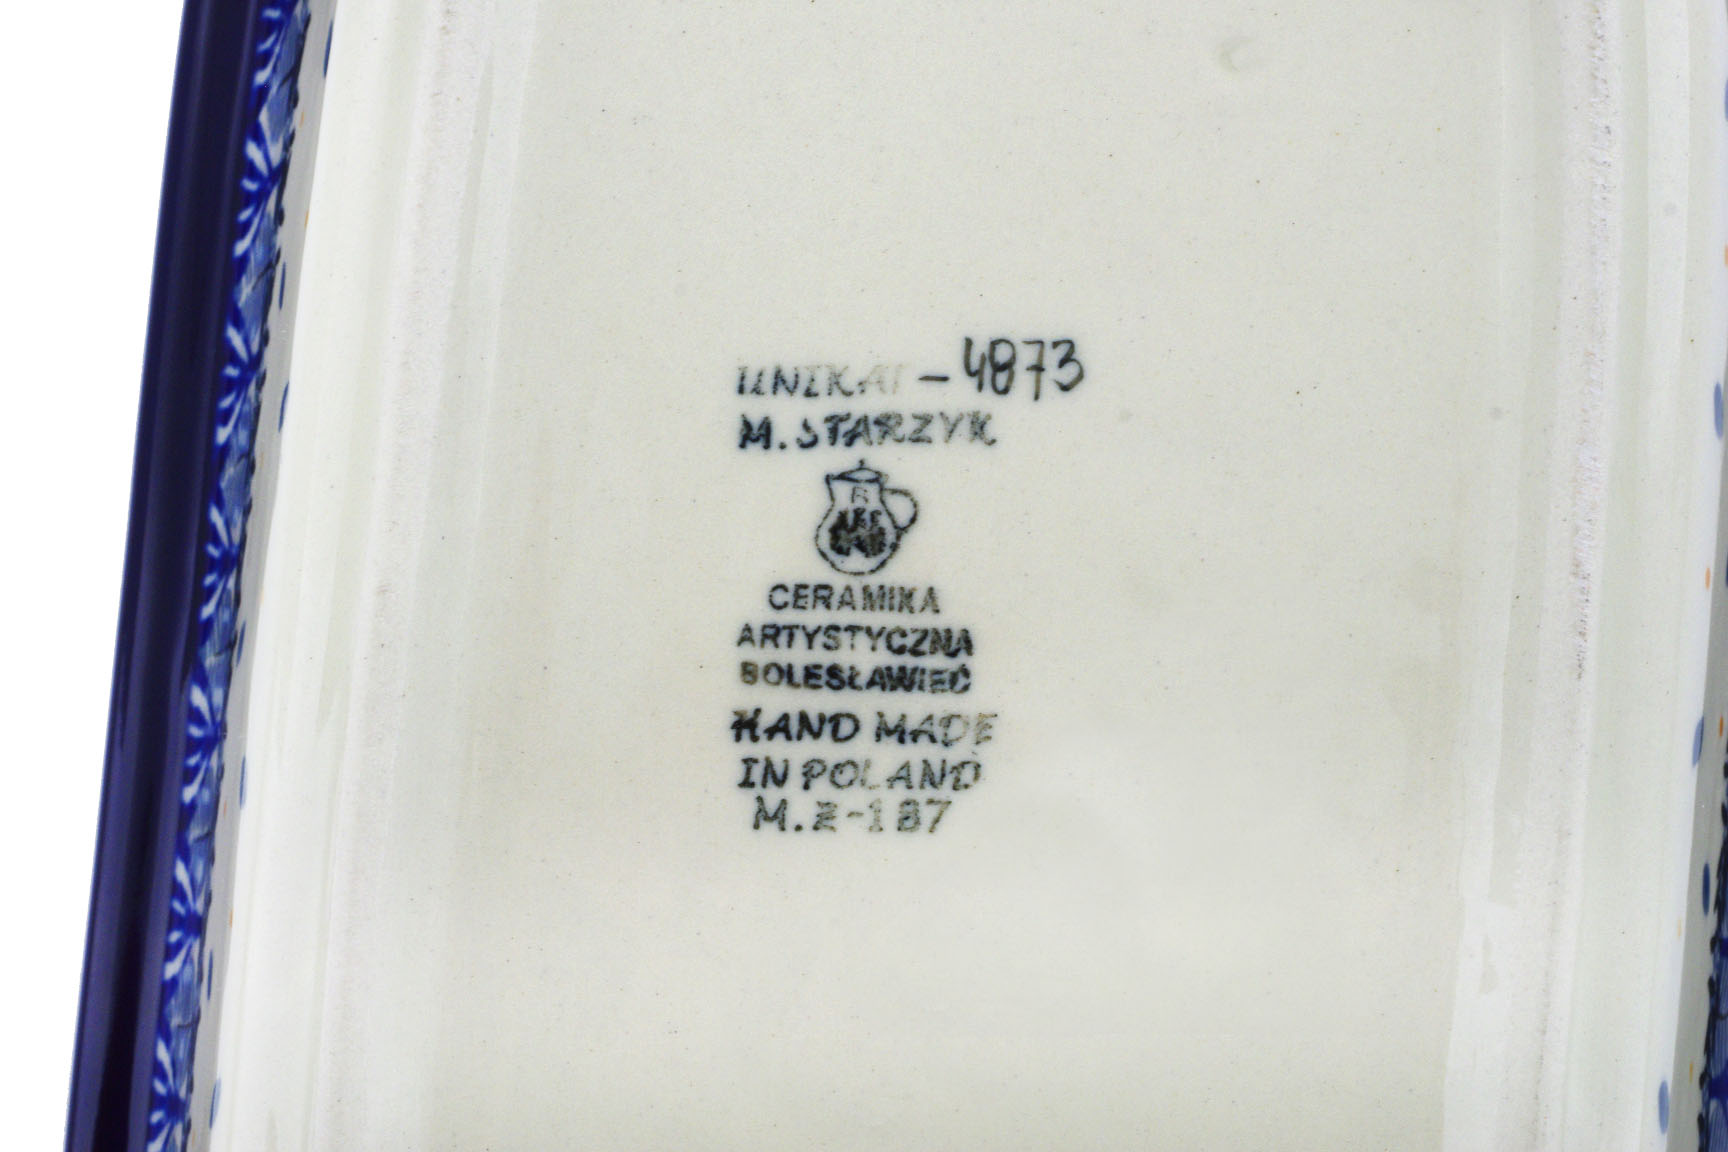 UNIKAT - 4873
M. STARZYK
B
CERAMIKA
ARTYSTYCZNA
BOLESŁAWIEC
HAND MADE
IN POLAND
M.Z-187